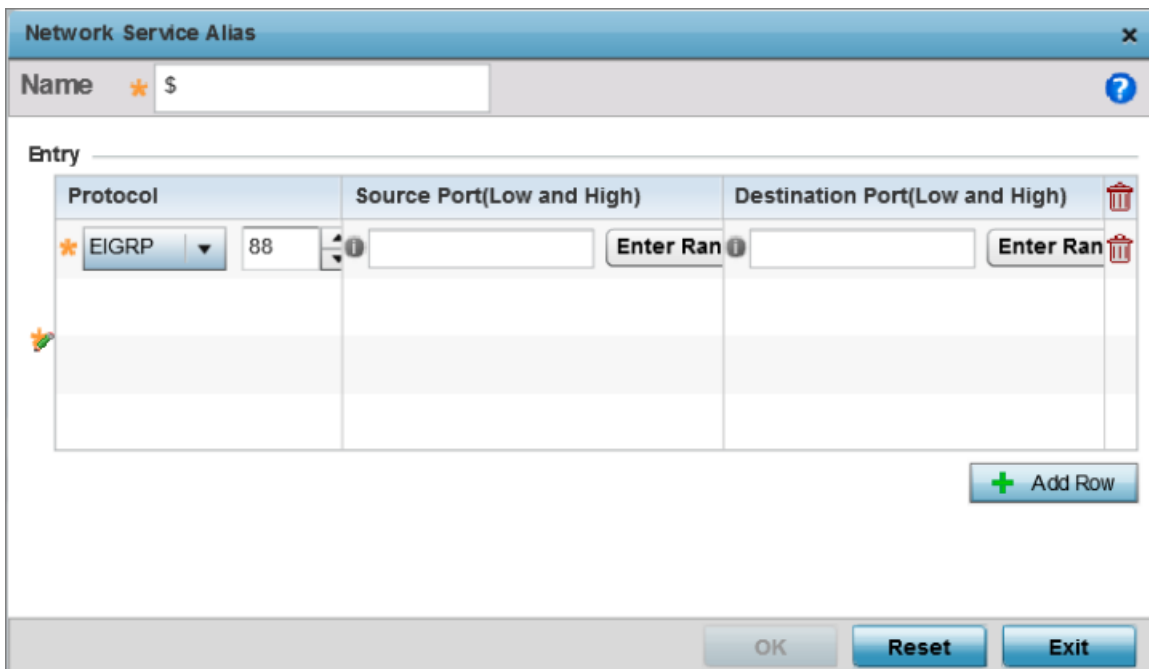 Network Service Alias
Name * $
Entry
Protocol Source Port(Low and High) Destination Port(Low and High)
* EIGRP 88 Enter Ran Enter Ran
Add Row
OK Reset Exit